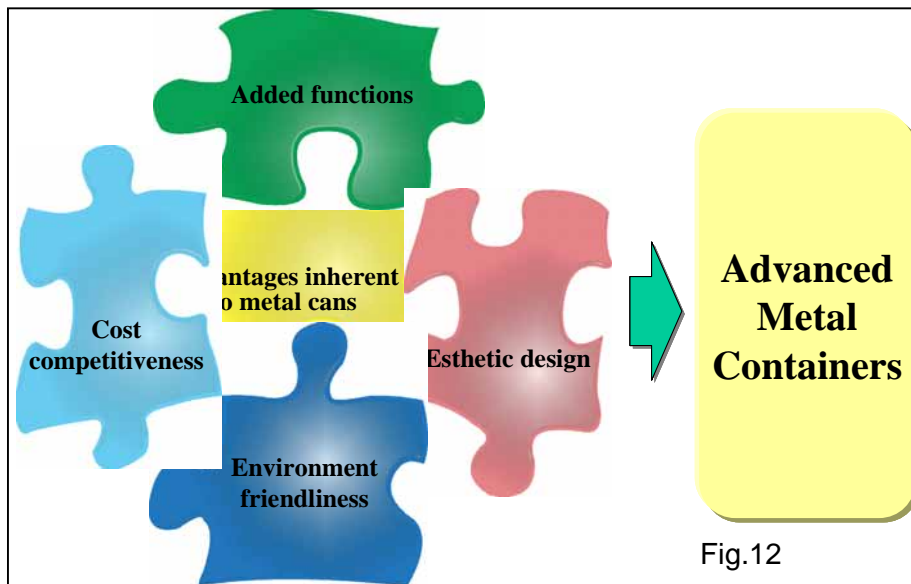 Added functions
antages inherent
o metal cans
Cost
competitiveness
Esthetic design
Environment
friendliness
Advanced
Metal
Containers
Fig.12